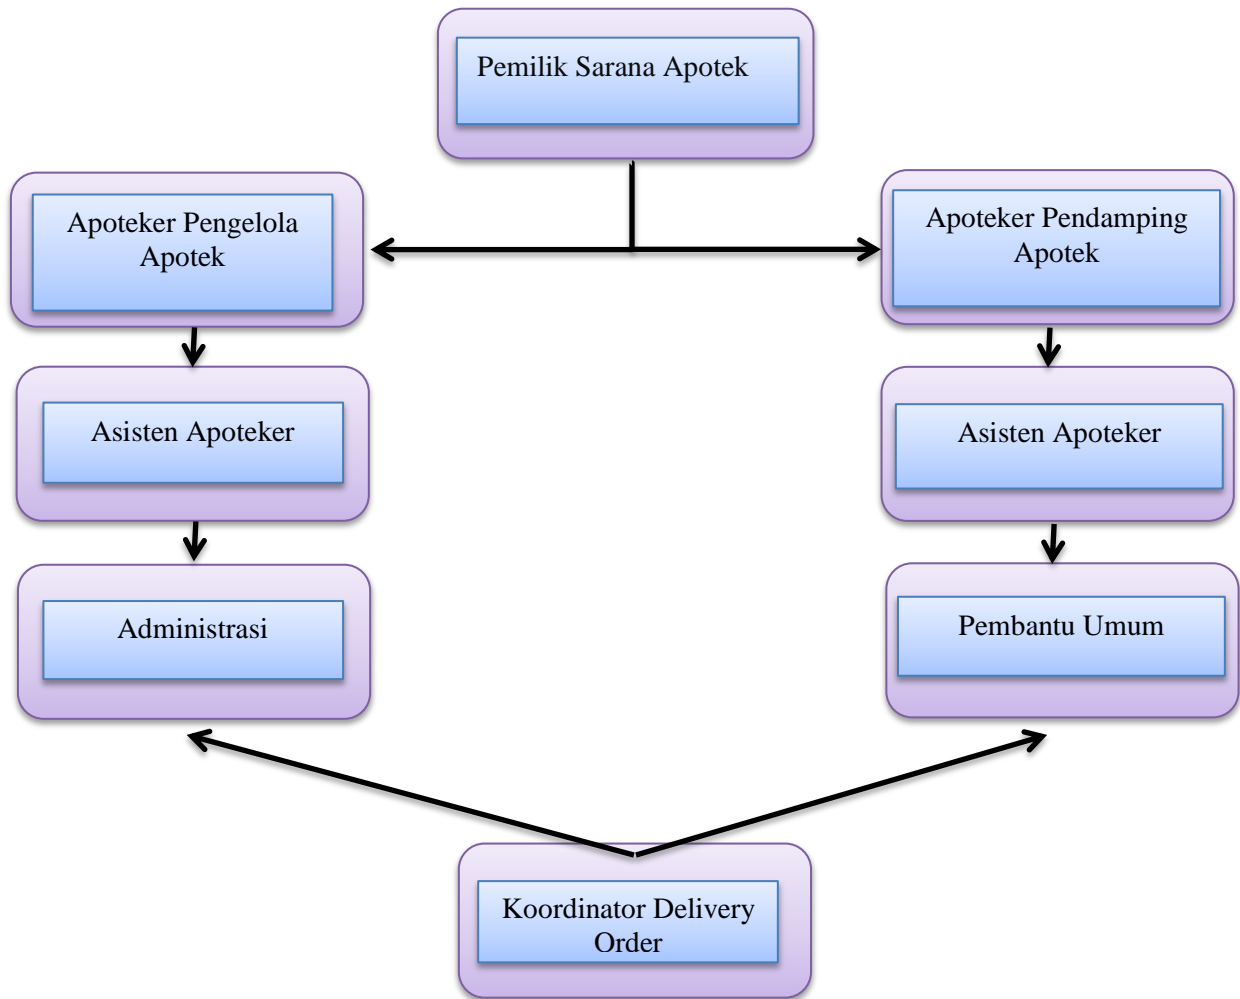 Pemilik Sarana Apotek
Apoteker Pengelola
Apotek
Apoteker Pendamping
Apotek
Asisten Apoteker
Asisten Apoteker
Administrasi
Pembantu Umum
Koordinator Delivery
Order